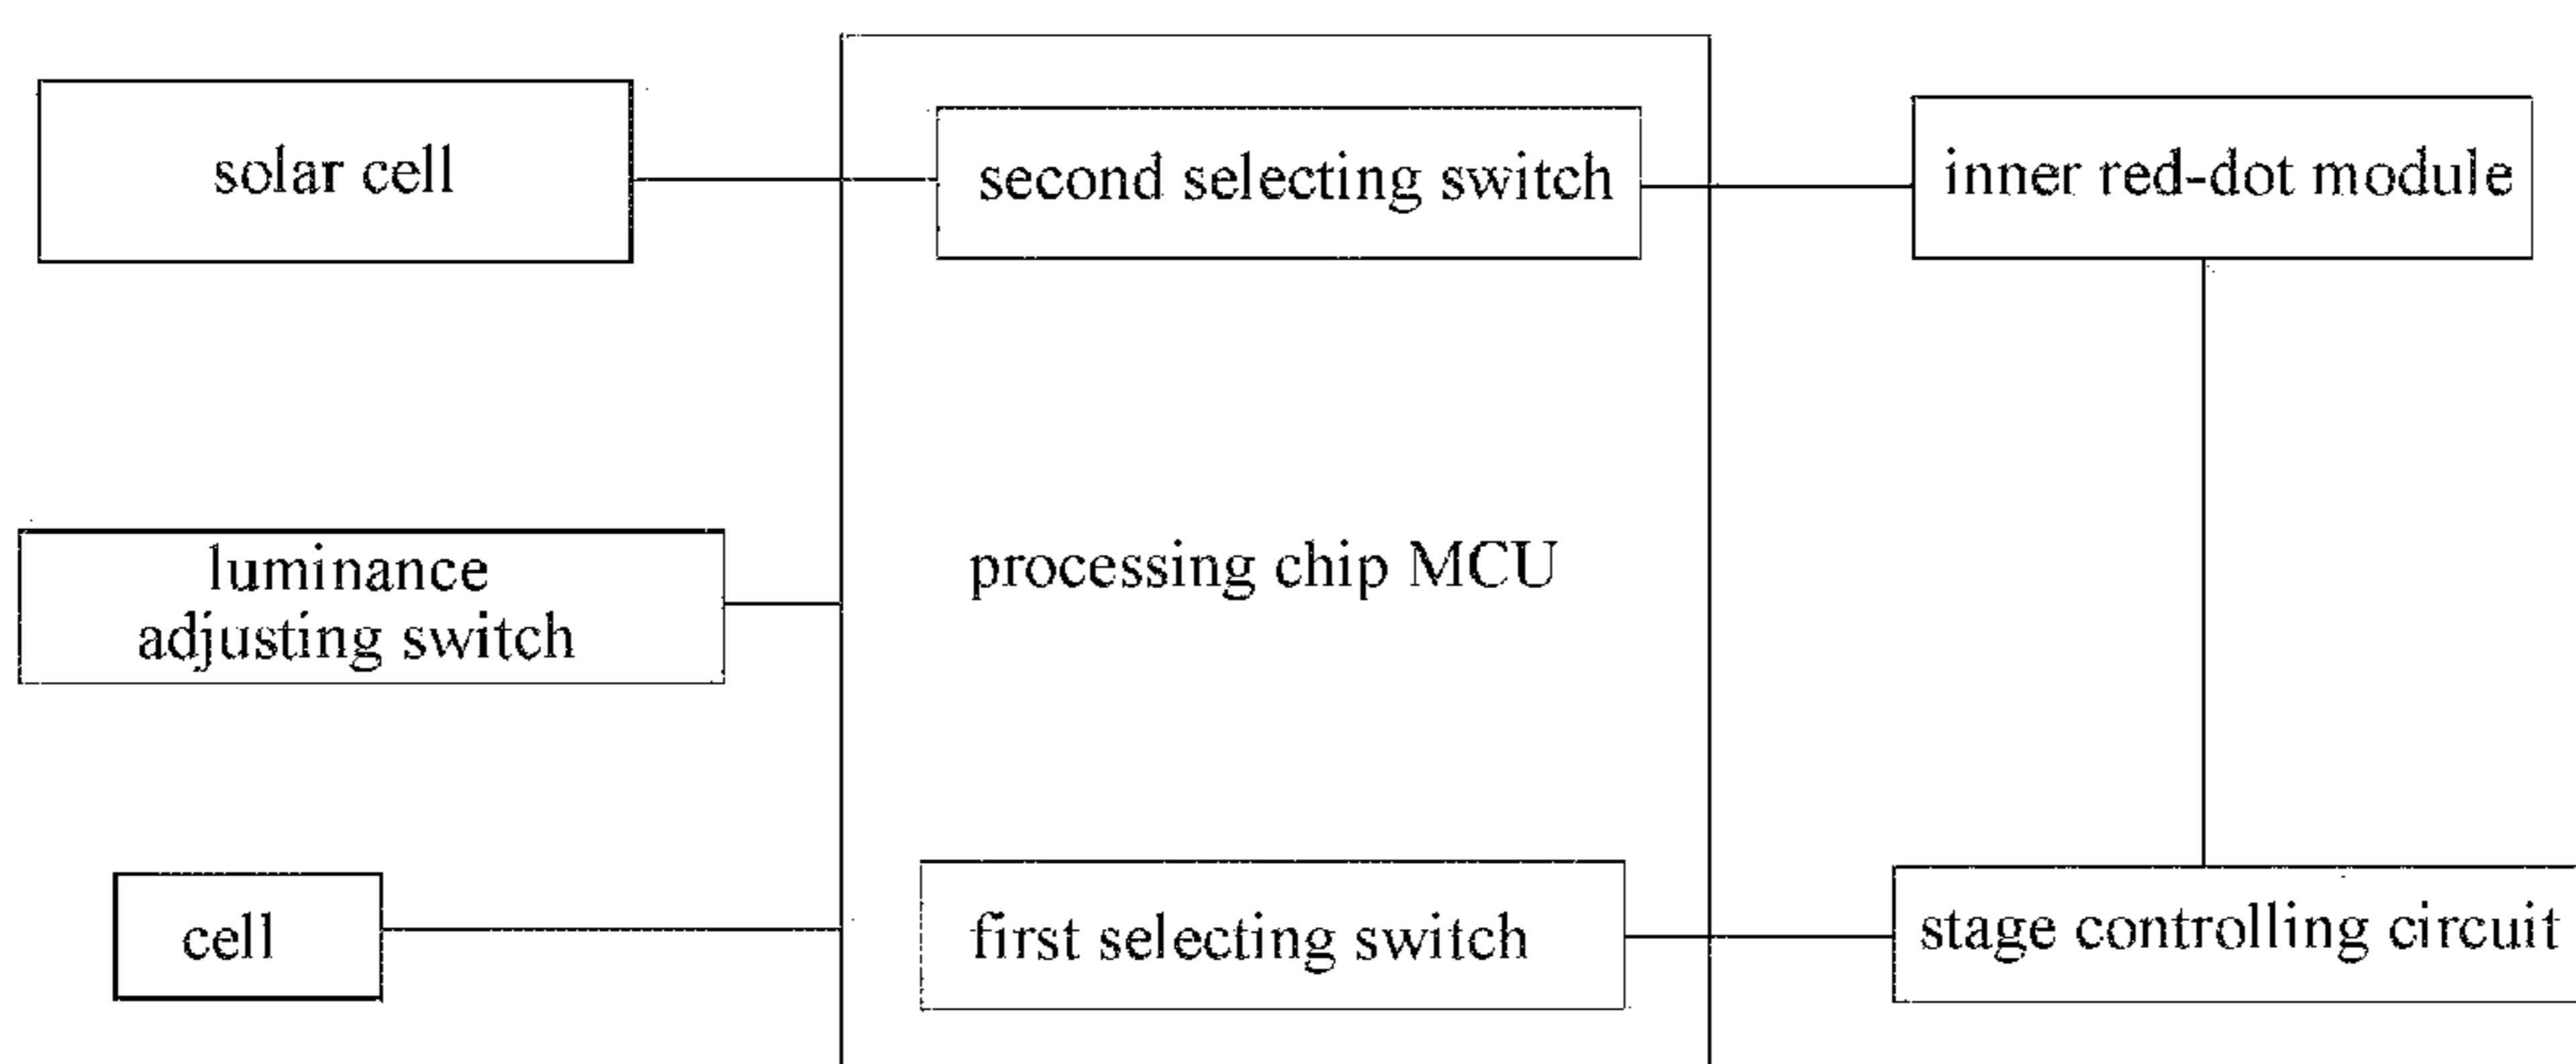 solar cell
second selecting switch
inner red-dot module
luminance
adjusting switch
processing chip MCU
cell
first selecting switch
stage controlling circuit